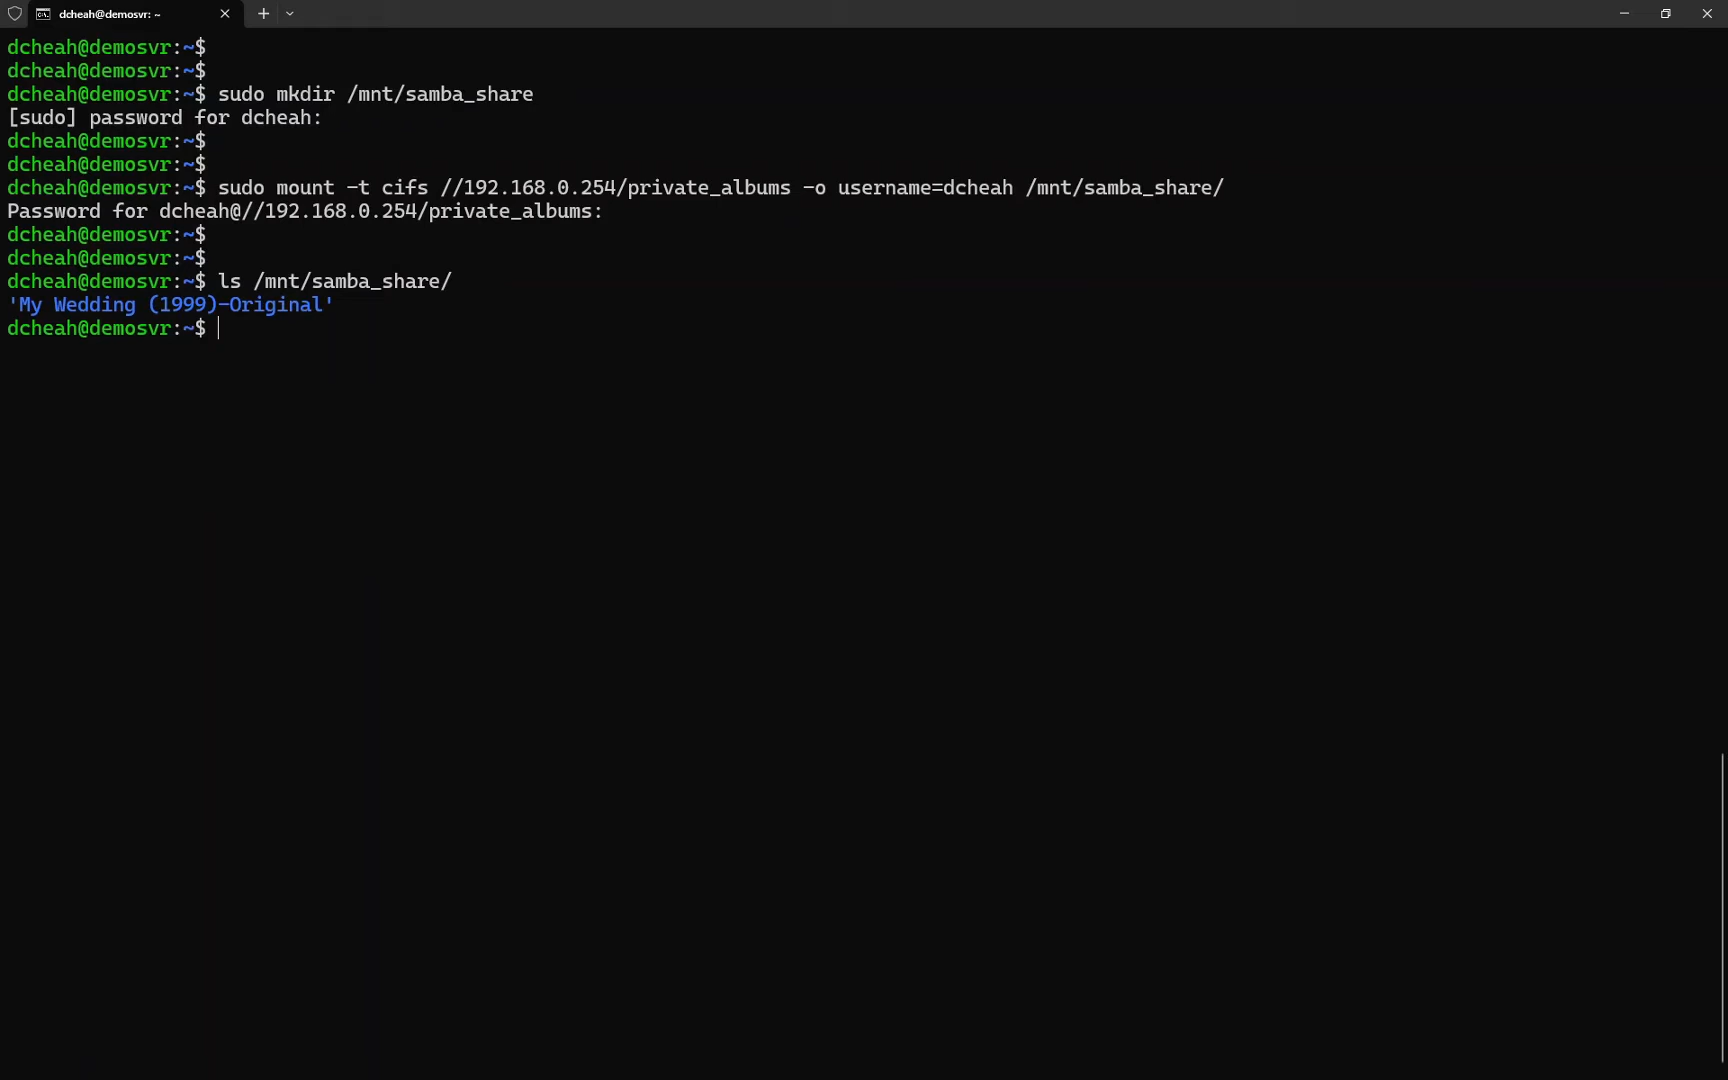 dcheah@demosvr: ~
dcheah@demosvr:~$
dcheah@demosvr:~$
dcheah@demosvr:~$ sudo mkdir /mnt/samba_share
[sudo] password for dcheah:
dcheah@demosvr:~$
dcheah@demosvr:~$
dcheah@demosvr:~$ sudo mount -t cifs //192.168.0.254/private_albums -o username=dcheah /mnt/samba_share/
Password for dcheah@//192.168.0.254/private_albums:
dcheah@demosvr:~$
dcheah@demosvr:~$
dcheah@demosvr:~$ ls /mnt/samba_share/
'My Wedding (1999)-Original'
dcheah@demosvr:~$